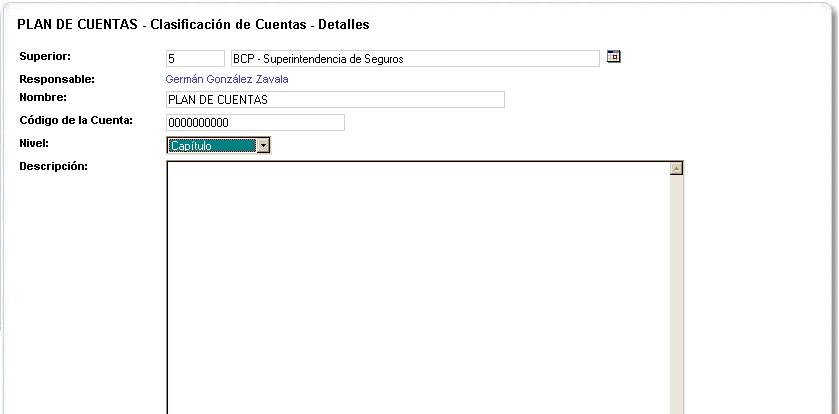 PLAN DE CUENTAS - Clasificación de Cuentas - Detalles
Superior: 5 BCP - Superintendencia de Seguros
Responsable: Germán González Zavala
Nombre: PLAN DE CUENTAS
Código de la Cuenta: 0000000000
Nivel: Capítulo
Descripción: